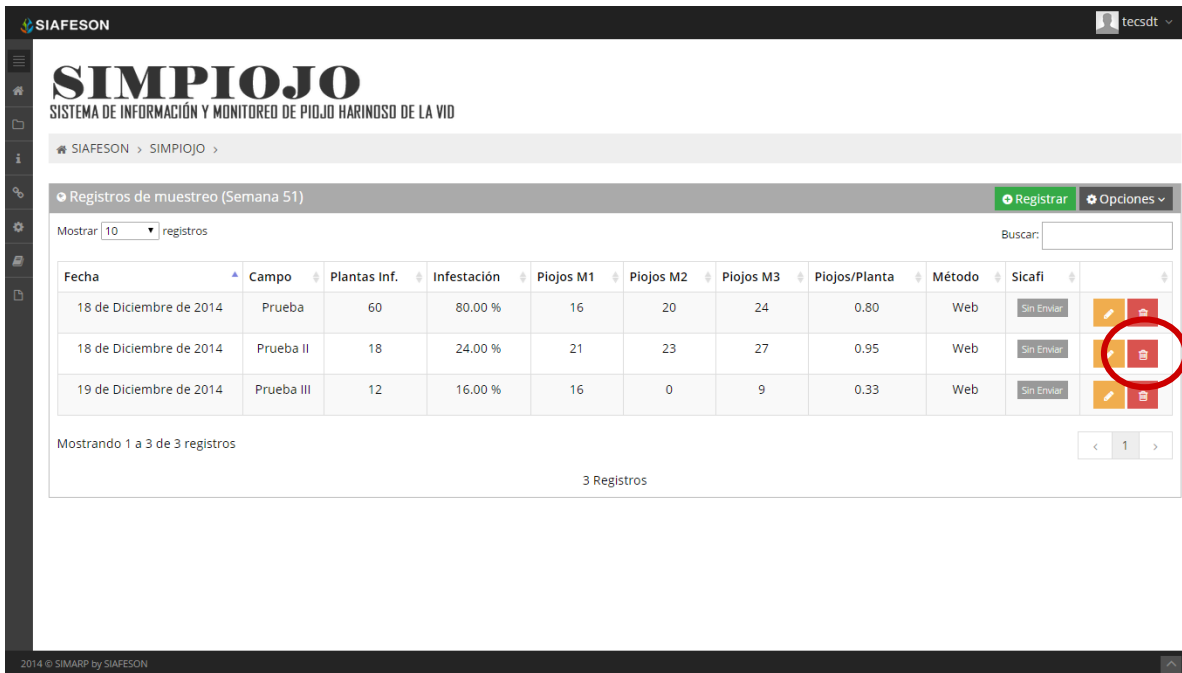 SIAFESON
tecsdt
SIMPIOJO
SISTEMA DE INFORMACIÓN Y MONITOREO DE PIOJO HARINOSO DE LA VID
SIAFESON > SIMPIOJO >
Registros de muestreo (Semana 51)
Registrar
Opciones
Mostrar 10 registros
Buscar:
Fecha Campo Plantas Inf. Infestación Piojos M1 Piojos M2 Piojos M3 Piojos/Planta Método Sicafi
18 de Diciembre de 2014 Prueba 60 80.00 % 16 20 24 0.80 Web Sin Enviar
18 de Diciembre de 2014 Prueba II 18 24.00 % 21 23 27 0.95 Web Sin Enviar
19 de Diciembre de 2014 Prueba III 12 16.00 % 16 0 9 0.33 Web Sin Enviar
Mostrando 1 a 3 de 3 registros
< 1 >
3 Registros
2014 © SIMARP by SIAFESON